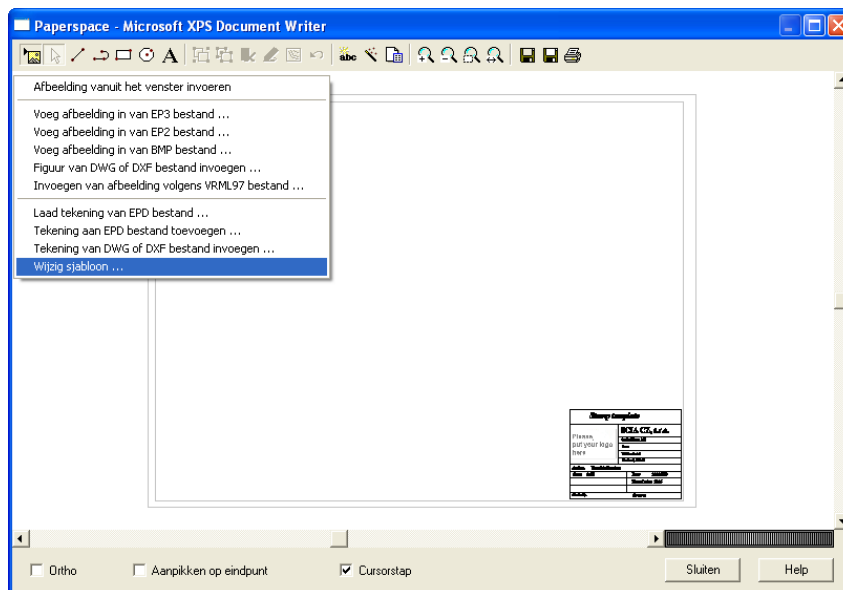 Paperspace - Microsoft XPS Document Writer
A abc
Afbeelding vanuit het venster invoeren
Voeg afbeelding in van EP3 bestand ...
Voeg afbeelding in van EP2 bestand ...
Voeg afbeelding in van BMP bestand ...
Figuur van DWG of DXF bestand invoegen ...
Invoegen van afbeelding volgens VRML97 bestand ...
Laad tekening van EPD bestand ...
Tekening aan EPD bestand toevoegen ...
Tekening van DWG of DXF bestand invoegen ...
Wijzig sjabloon ...
Stamp template
Please,
put your logo
here
Ortho
Aanpikken op eindpunt
Cursorstap
Sluiten
Help